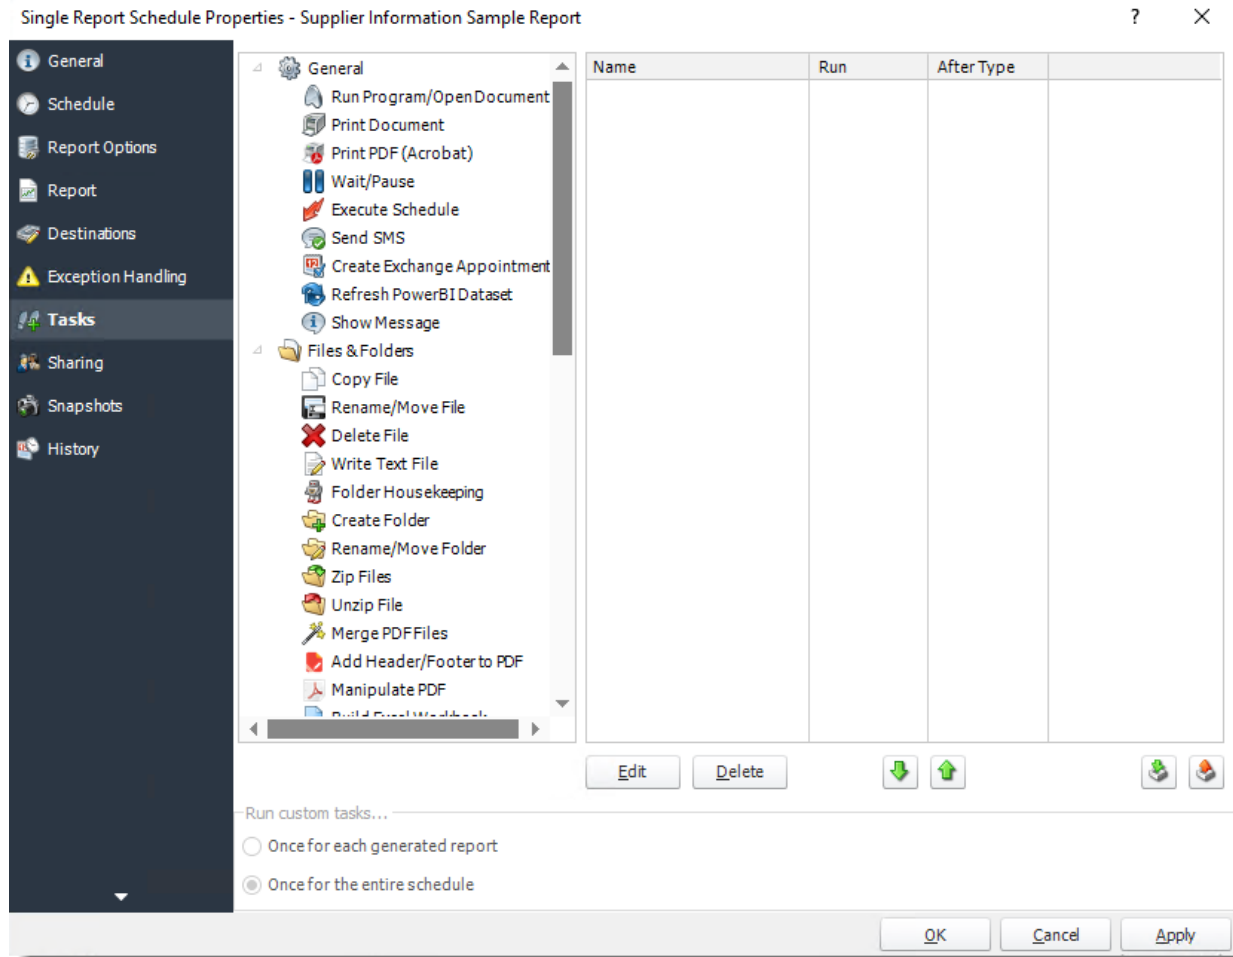 Single Report Schedule Properties - Supplier Information Sample Report
?
General
Schedule
Report Options
Report
Destinations
Exception Handling
Tasks
Sharing
Snapshots
History
General
Run Program/Open Document
Print Document
Print PDF (Acrobat)
Wait/Pause
Execute Schedule
Send SMS
Create Exchange Appointment
Refresh PowerBI Dataset
Show Message
Files & Folders
Copy File
Rename/Move File
Delete File
Write Text File
Folder Housekeeping
Create Folder
Rename/Move Folder
Zip Files
Unzip File
Merge PDF Files
Add Header/Footer to PDF
Manipulate PDF
Build Excel Workbook
Name Run After Type
Edit Delete
Run custom tasks...
Once for each generated report
Once for the entire schedule
OK Cancel Apply